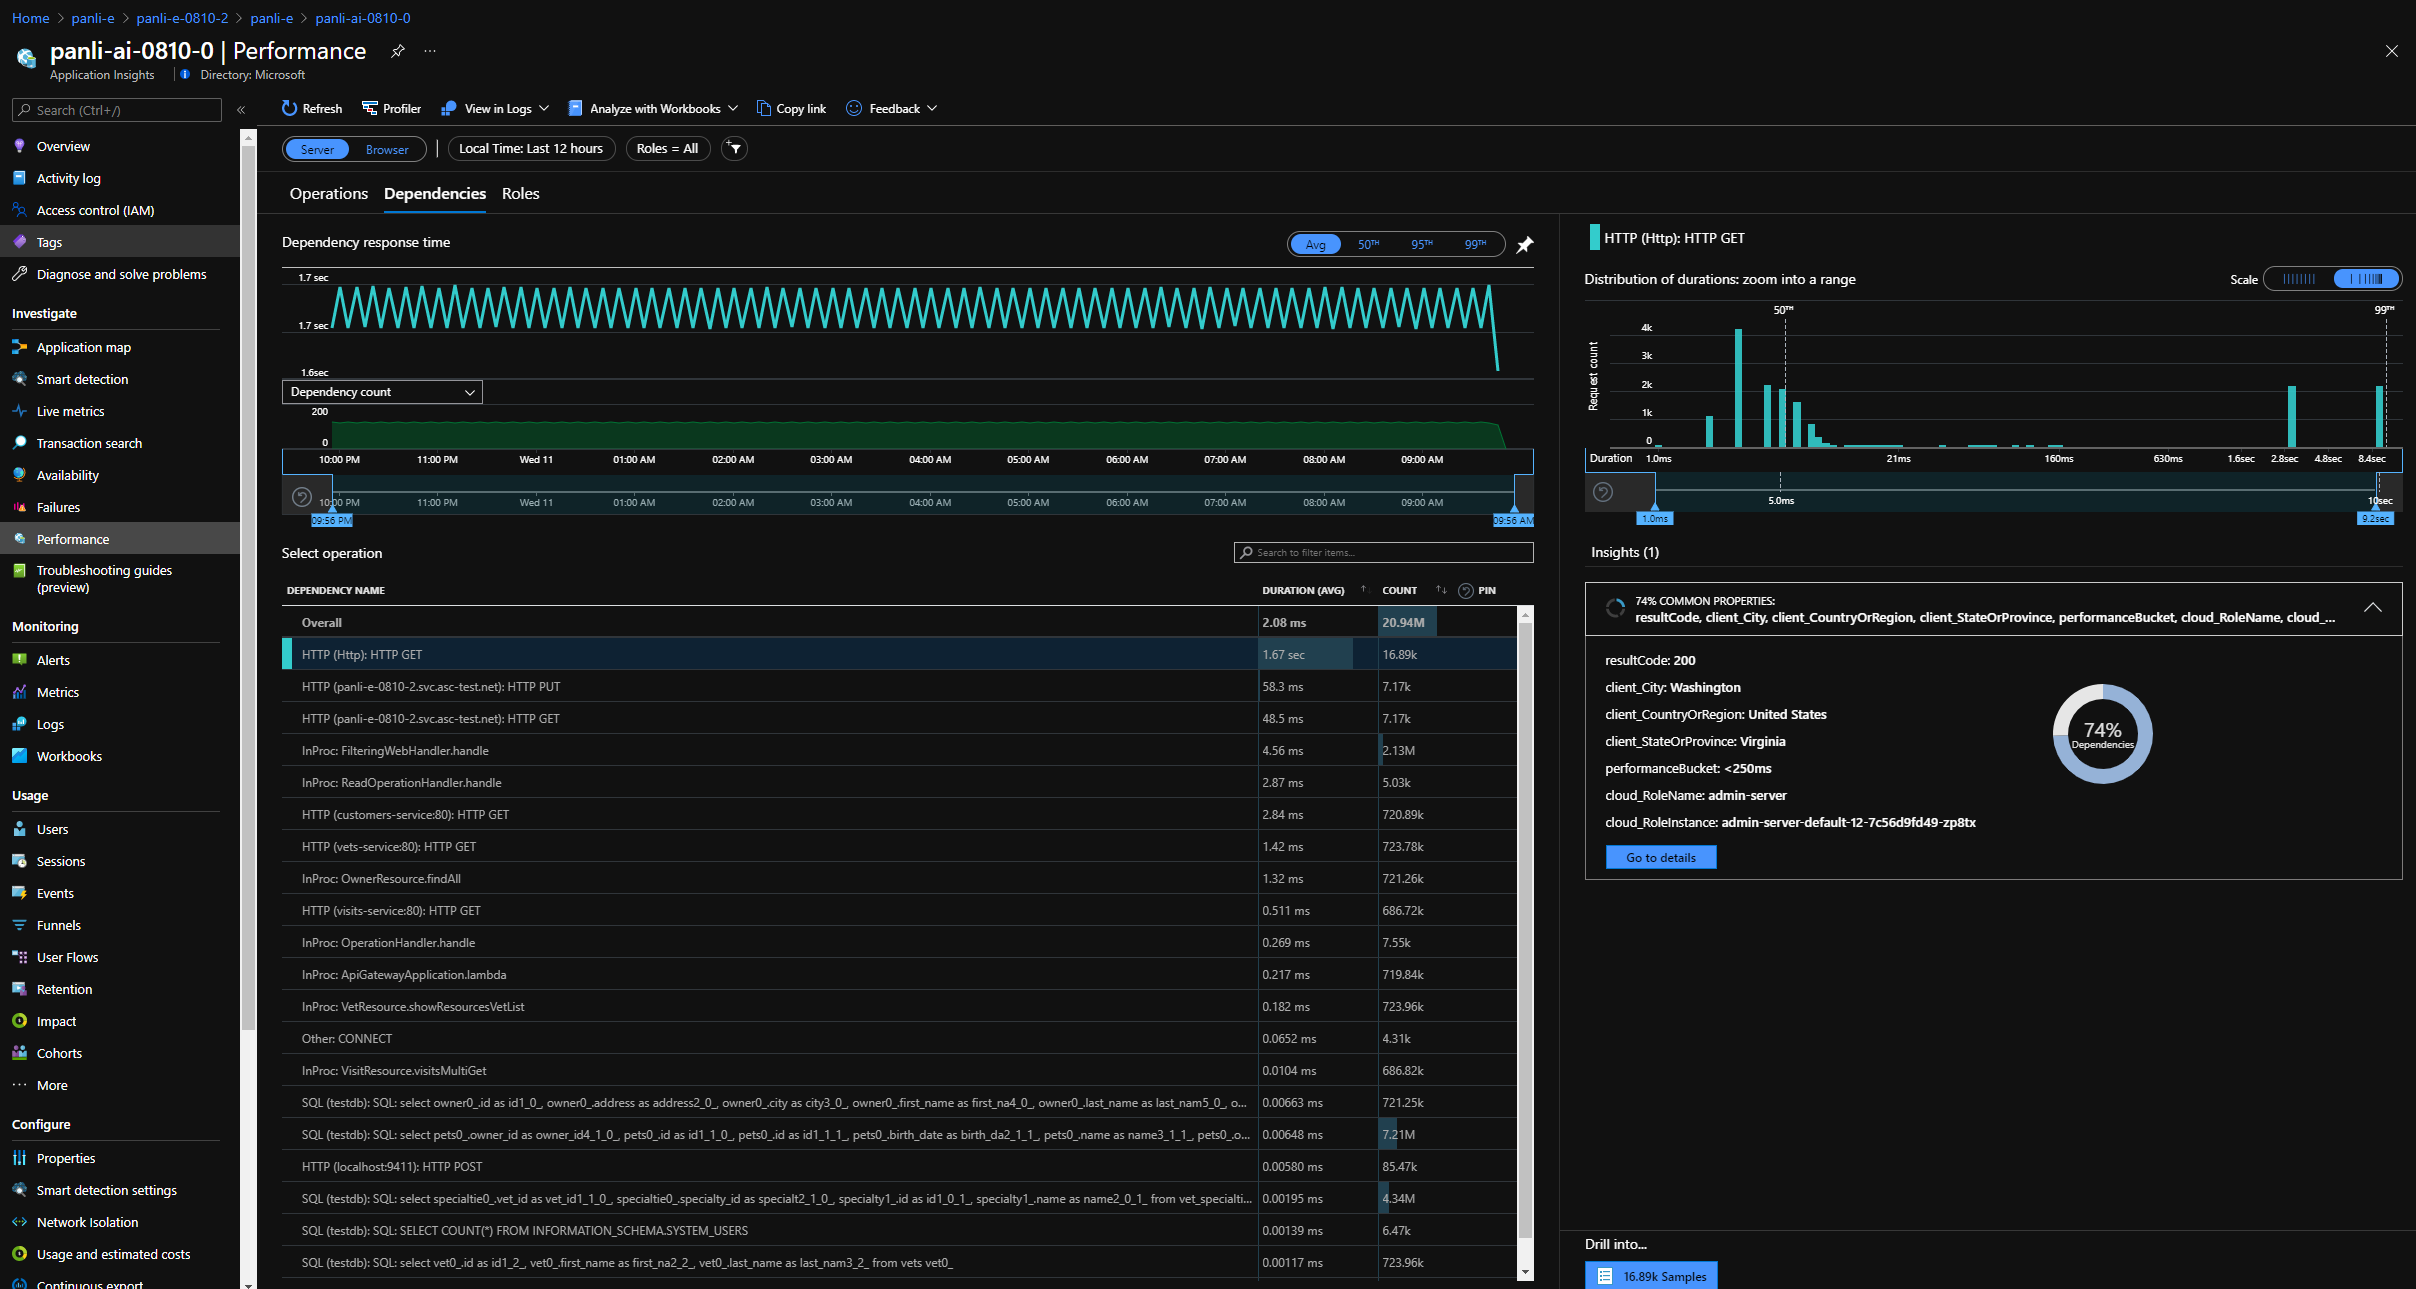 Home > panli-e > panli-e-0810-2 > panli-e > panli-ai-0810-0
panli-ai-0810-0 | Performance
Application Insights
Directory: Microsoft
Search (Ctrl+/)
Overview
Activity log
Access control (IAM)
Tags
Diagnose and solve problems
Investigate
Application map
Smart detection
Live metrics
Transaction search
Availability
Failures
Performance
Troubleshooting guides
(preview)
Monitoring
Alerts
Metrics
Logs
Workbooks
Usage
Users
Sessions
Events
Funnels
User Flows
Retention
Impact
Cohorts
More
Configure
Properties
Smart detection settings
Network Isolation
Usage and estimated costs
Continuous export
Refresh Profiler View in Logs Analyze with Workbooks Copy link Feedback
Server Browser | Local Time: Last 12 hours Roles = All
Operations Dependencies Roles
Dependency response time
Avg 50TH 95TH 99TH
1.7 sec
1.7 sec
1.6sec
Dependency count
200
0
10:00 PM 11:00 PM Wed 11 01:00 AM 02:00 AM 03:00 AM 04:00 AM 05:00 AM 06:00 AM 07:00 AM 08:00 AM 09:00 AM
10:00 PM 11:00 PM Wed 11 01:00 AM 02:00 AM 03:00 AM 04:00 AM 05:00 AM 06:00 AM 07:00 AM 08:00 AM 09:00 AM
09:56 PM 09:56 AM
Select operation
Search to filter items...
DEPENDENCY NAME DURATION (AVG) COUNT PIN
Overall 2.08 ms 20.94M
HTTP (Http): HTTP GET 1.67 sec 16.89k
HTTP (panli-e-0810-2.svc.asc-test.net): HTTP PUT 58.3 ms 7.17k
HTTP (panli-e-0810-2.svc.asc-test.net): HTTP GET 48.5 ms 7.17k
InProc: FilteringWebHandler.handle 4.56 ms 2.13M
InProc: ReadOperationHandler.handle 2.87 ms 5.03k
HTTP (customers-service:80): HTTP GET 2.84 ms 720.89k
HTTP (vets-service:80): HTTP GET 1.42 ms 723.78k
InProc: OwnerResource.findAll 1.32 ms 721.26k
HTTP (visits-service:80): HTTP GET 0.511 ms 686.72k
InProc: OperationHandler.handle 0.269 ms 7.55k
InProc: ApiGatewayApplication.lambda 0.217 ms 719.84k
InProc: VetResource.showResourcesVetList 0.182 ms 723.96k
Other: CONNECT 0.0652 ms 4.31k
InProc: VisitResource.visitsMultiGet 0.0104 ms 686.82k
SQL (testdb): SQL: select owner0_.id as id1_0_, owner0_.address as address2_0_, owner0_.city as city3_0_, owner0_.first_name as first_na4_0_, owner0_.last_name as last_nam5_0_, o... 0.00663 ms 721.25k
SQL (testdb): SQL: select pets0_.owner_id as owner_id4_1_0_, pets0_.id as id1_1_0_, pets0_.id as id1_1_1_, pets0_.birth_date as birth_da2_1_1_, pets0_.name as name3_1_1_, pets0_.o... 0.00648 ms 7.21M
HTTP (localhost:9411): HTTP POST 0.00580 ms 85.47k
SQL (testdb): SQL: select specialtie0_.vet_id as vet_id1_1_0_, specialtie0_.specialty_id as specialt2_1_0_, specialty1_.id as id1_0_1_, specialty1_.name as name2_0_1_ from vet_specialti... 0.00195 ms 4.34M
SQL (testdb): SQL: SELECT COUNT(*) FROM INFORMATION_SCHEMA.SYSTEM_USERS 0.00139 ms 6.47k
SQL (testdb): SQL: select vet0_.id as id1_2_, vet0_.first_name as first_na2_2_, vet0_.last_name as last_nam3_2_ from vets vet0_ 0.00117 ms 723.96k
HTTP (Http): HTTP GET
Distribution of durations: zoom into a range
Scale
50TH 99TH
Request count
4k
3k
2k
1k
0
Duration 1.0ms 21ms 160ms 630ms 1.6sec 2.8sec 4.8sec 8.4sec
5.0ms 10sec
1.0ms 9.2sec
Insights (1)
74% COMMON PROPERTIES:
resultCode, client_City, client_CountryOrRegion, client_StateOrProvince, performanceBucket, cloud_RoleName, cloud_...
resultCode: 200
client_City: Washington
client_CountryOrRegion: United States
client_StateOrProvince: Virginia
performanceBucket: <250ms
cloud_RoleName: admin-server
cloud_RoleInstance: admin-server-default-12-7c56d9fd49-zp8tx
74%
Dependencies
Go to details
Drill into...
16.89k Samples